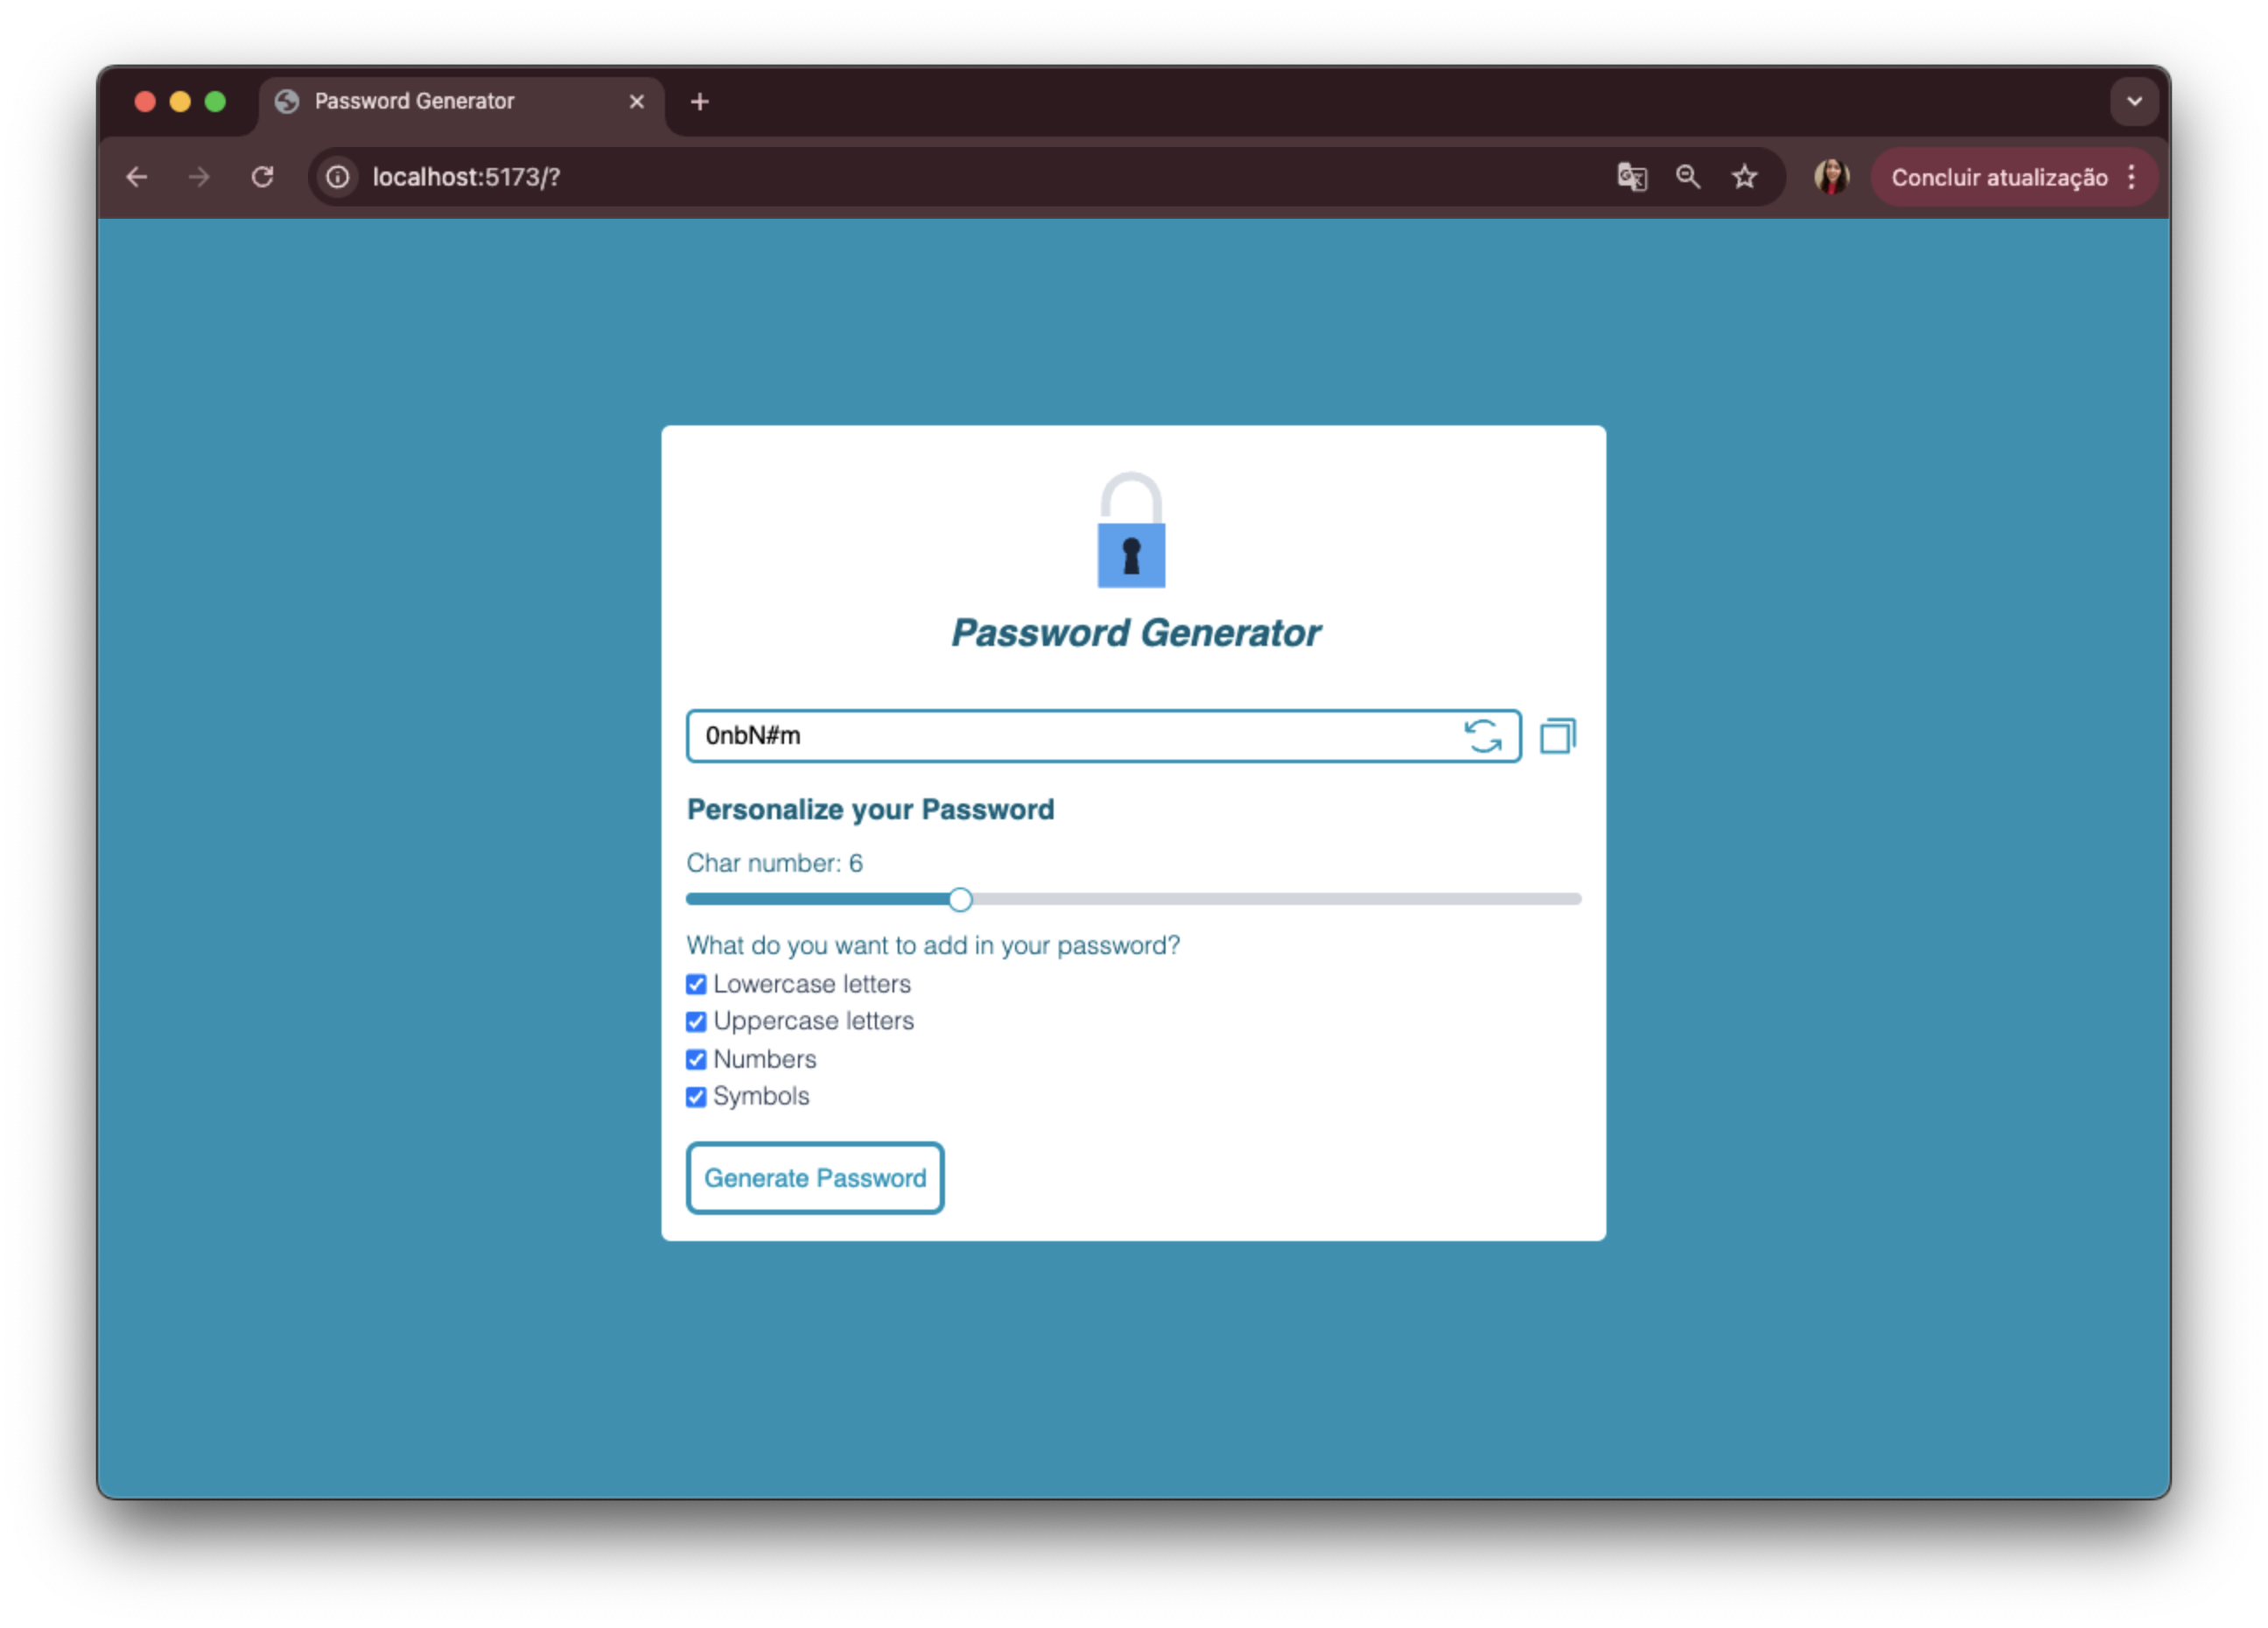 Password Generator
localhost:5173/?
Concluir atualização
Password Generator
0nbN#m
Personalize your Password
Char number: 6
What do you want to add in your password?
Lowercase letters
Uppercase letters
Numbers
Symbols
Generate Password